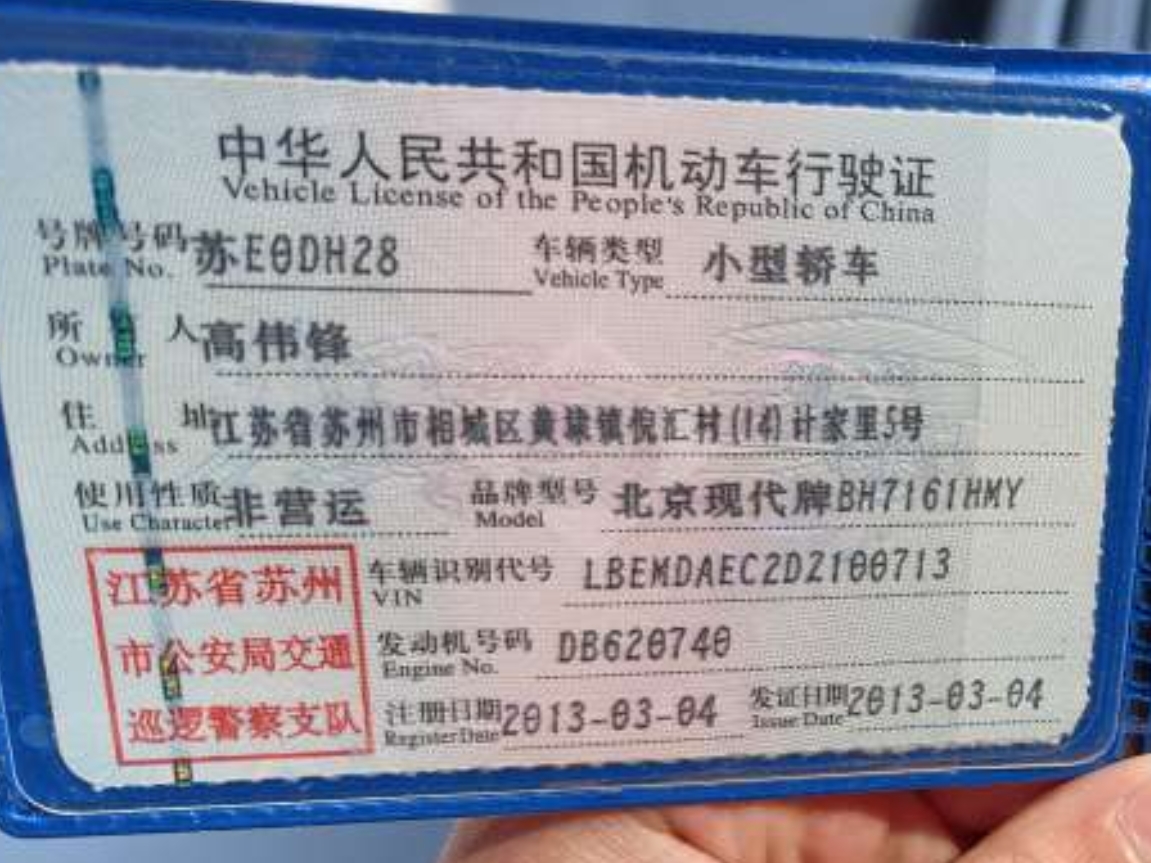 中华人民共和国机动车行驶证
Vehicle License of the People's Republic of China
号牌号码 苏E0DH28 车辆类型 小型轿车
Plate No. Vehicle Type
所 人 高伟锋
Owner
住 址 江苏省苏州市相城区黄埭镇倪汇村(14)计家里5号
Address
使用性质 非营运 品牌型号 北京现代牌BH7161HMY
Use Character Model
江苏省苏州
市公安局交通
巡逻警察支队
车辆识别代号 LBEMDAEC2DZ100713
VIN
发动机号码 DB620740
Engine No.
注册日期 2013-03-04 发证日期 2013-03-04
Register Date Issue Date